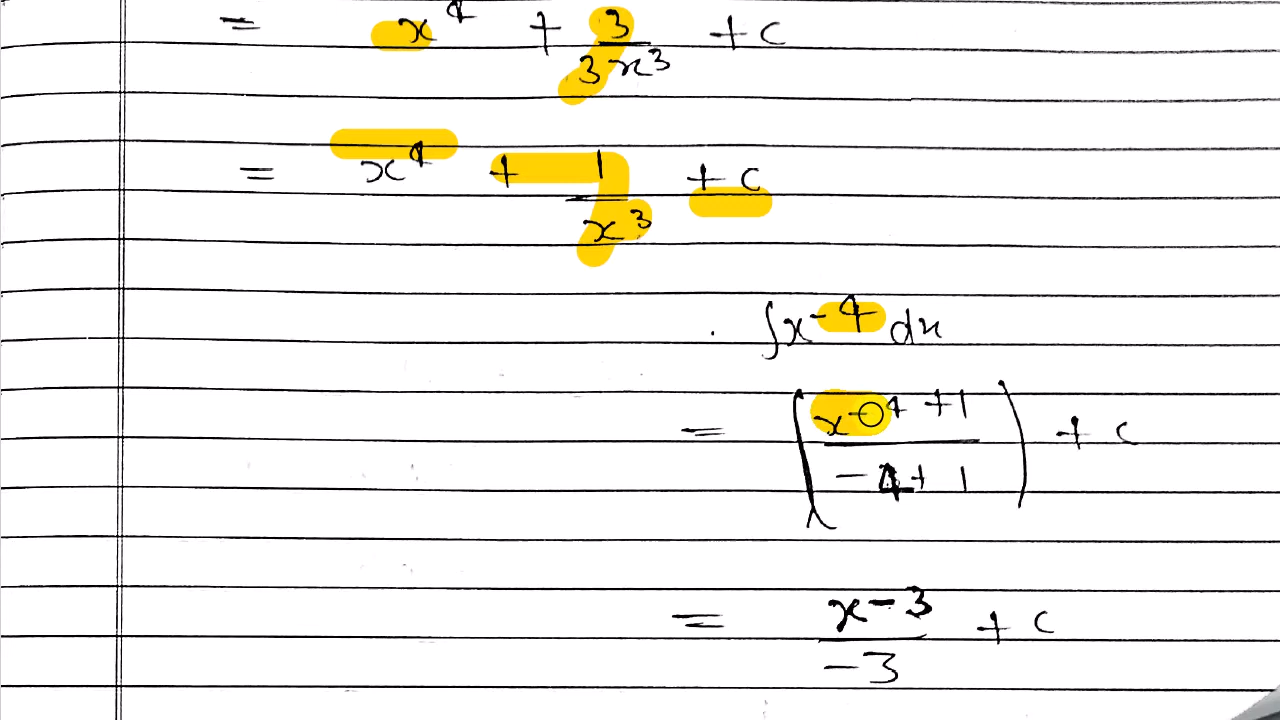 = x⁴ + 3/3x³ + c
= x⁴ + 1/x³ + c
∫x⁻⁴ dx
= (x⁻⁴⁺¹/-4+1) + c
= x-3/-3 + c